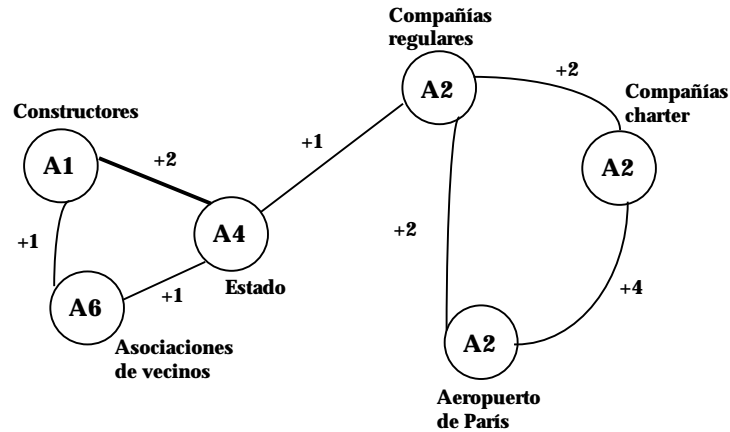 Compañías
regulares
A2
+2
Compañías
charter
A2
Constructores
A1
+2
+1
+1
A4
Estado
+2
+1
A6
+1
Asociaciones
de vecinos
+4
A2
Aeropuerto
de París